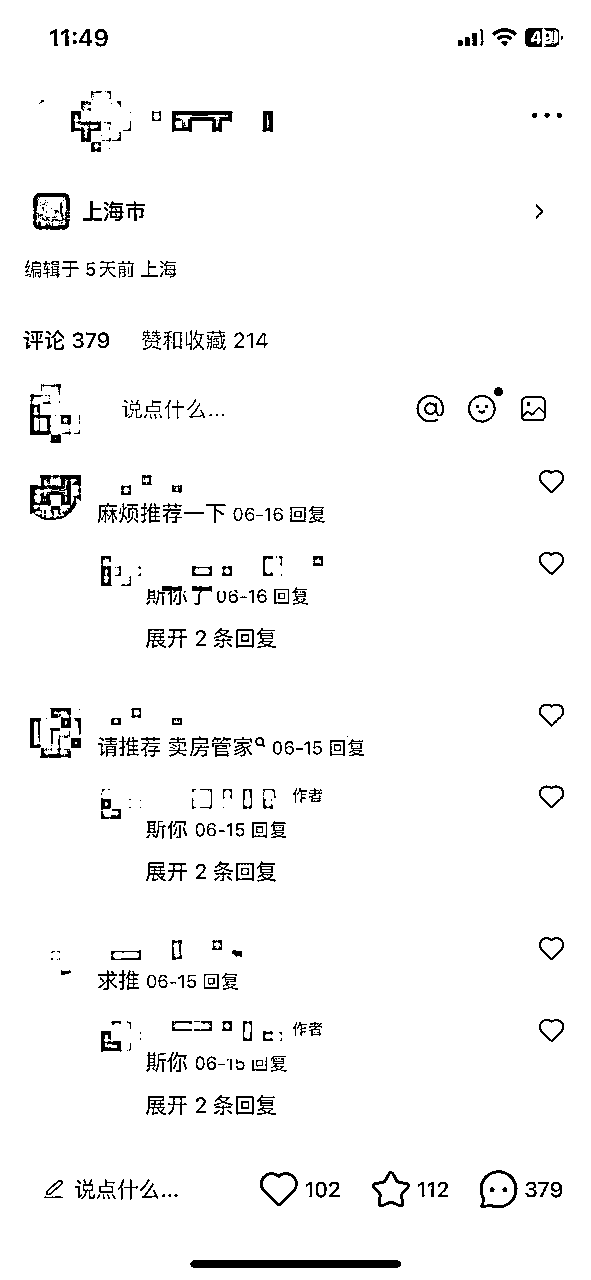 11:49
上海市
编辑于 5天前 上海
评论 379 赞和收藏 214
说点什么...
麻烦推荐一下 06-16 回复
斯你了 06-16 回复
展开 2 条回复
请推荐 卖房管家 06-15 回复
作者
斯你 06-15 回复
展开 2 条回复
求推 06-15 回复
作者
斯你 06-15 回复
展开 2 条回复
说点什么... 102 112 379